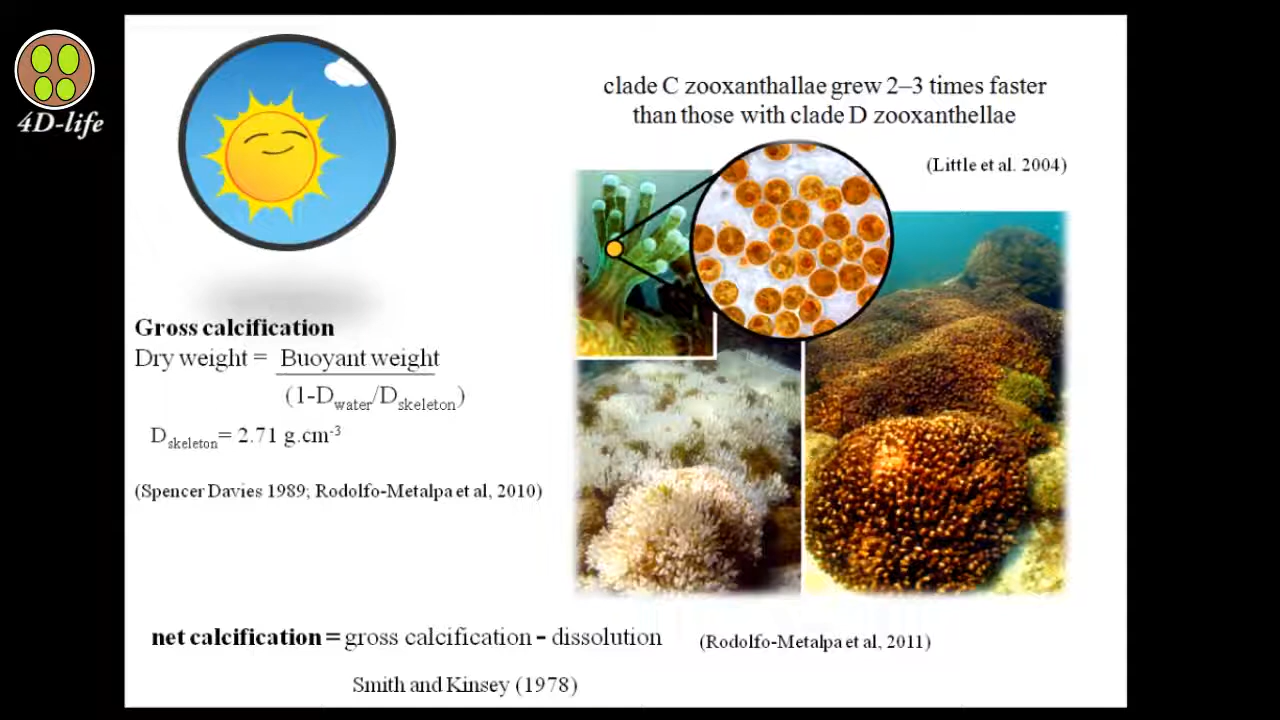 4D-life
clade C zooxanthallae grew 2–3 times faster
than those with clade D zooxanthellae
(Little et al. 2004)
Gross calcification
Dry weight = Buoyant weight
(1-Dwater/Dskeleton)
Dskeleton= 2.71 g.cm-3
(Spencer Davies 1989; Rodolfo-Metalpa et al, 2010)
net calcification = gross calcification - dissolution
(Rodolfo-Metalpa et al, 2011)
Smith and Kinsey (1978)